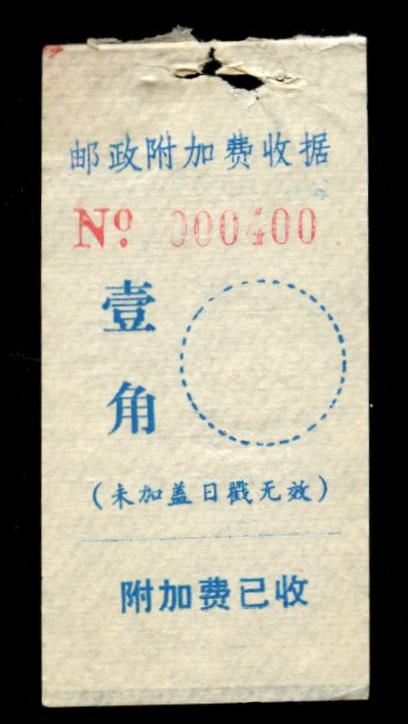 邮政附加费收据
Nº 000400
壹
角
(未加盖日戳无效)
附加费已收